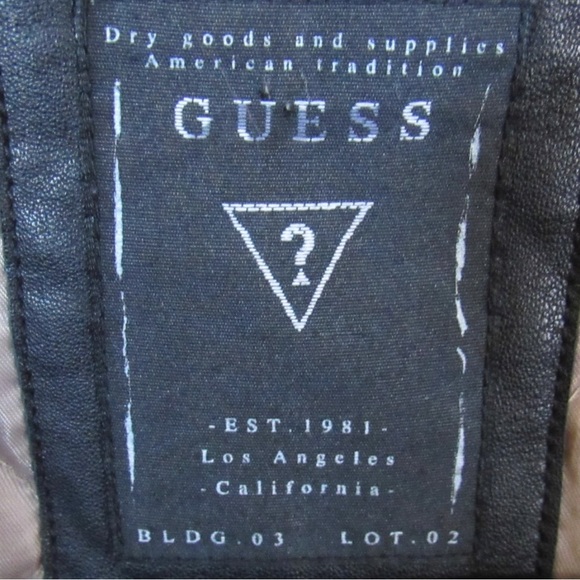 Dry goods and supplies
American tradition
GUESS
?
-EST.1981-
Los Angeles
-California-
BLDG.03 LOT.02